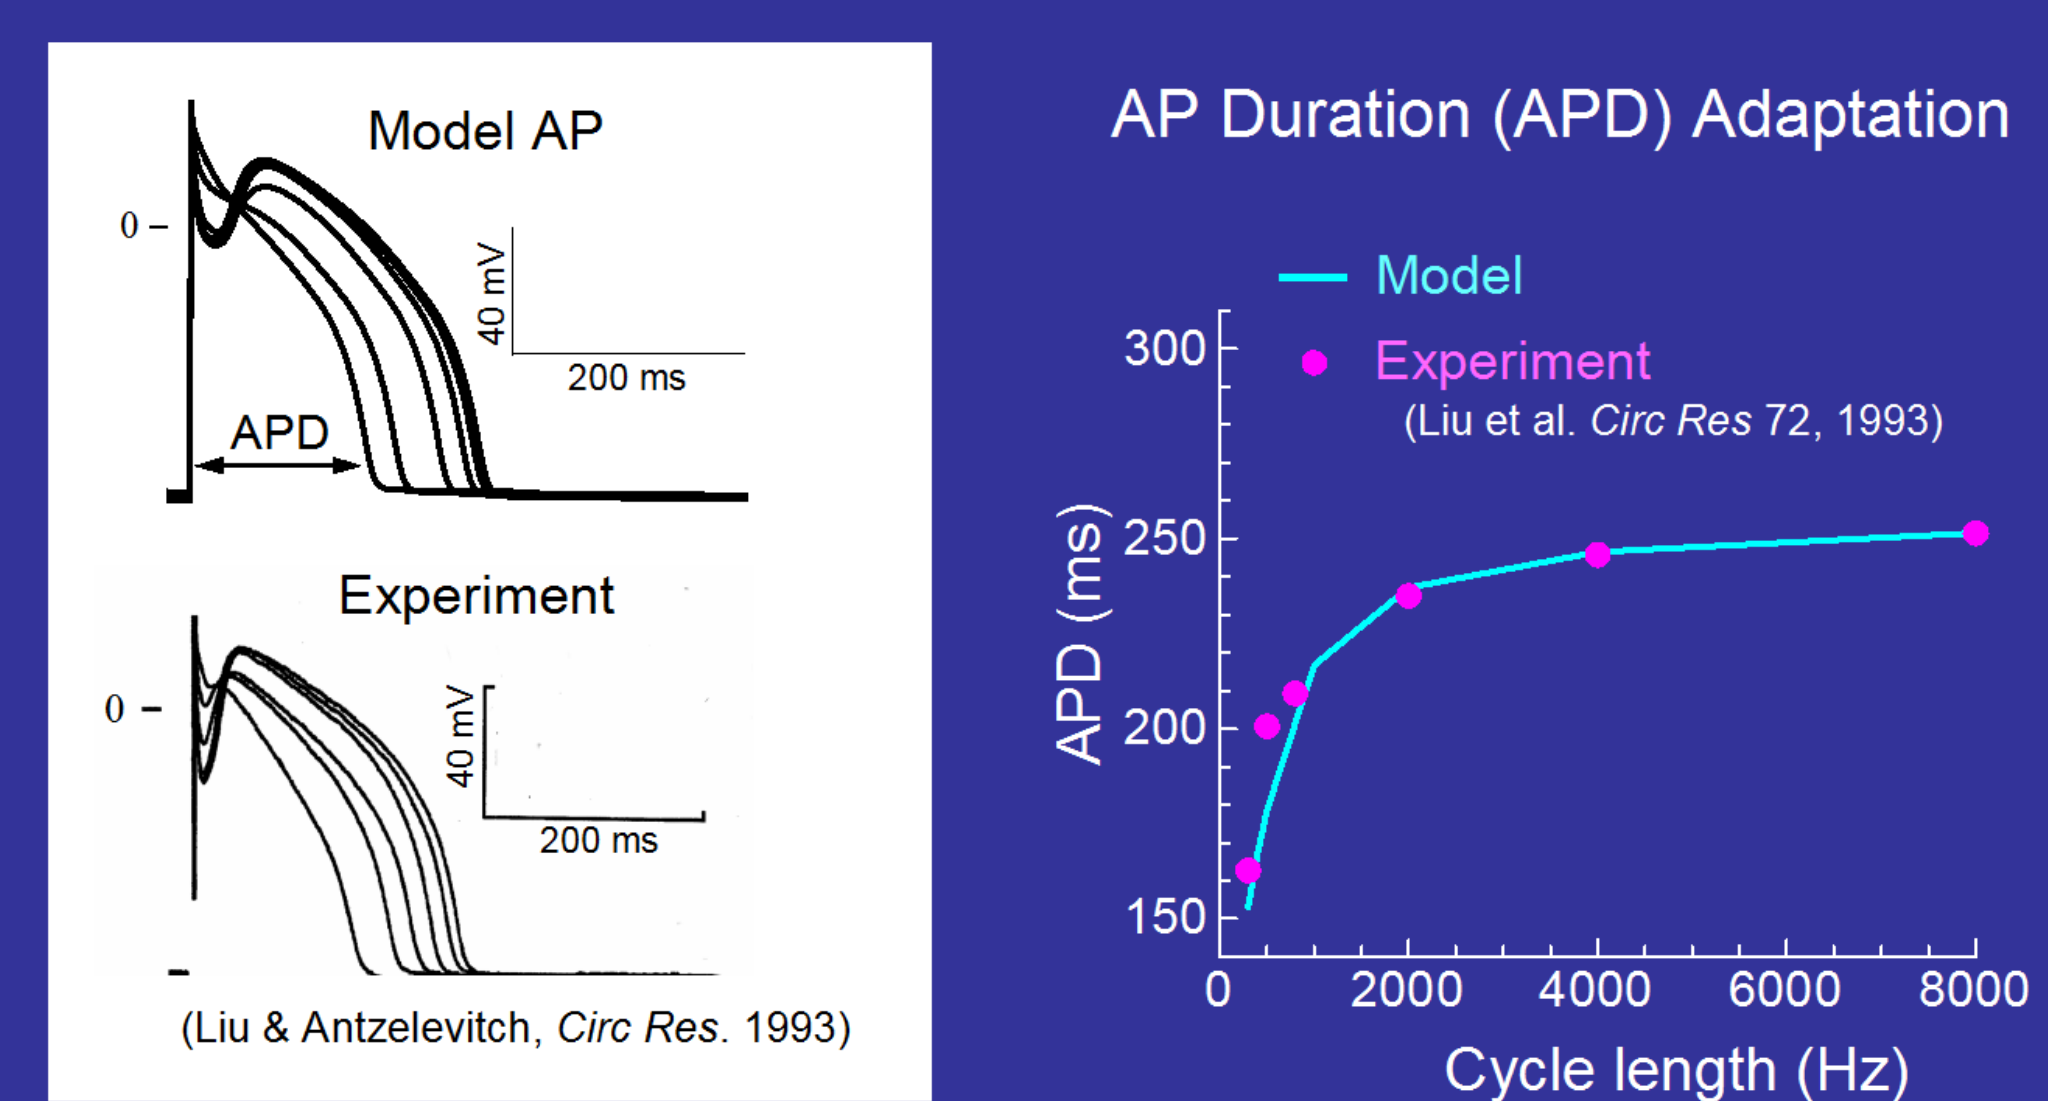 Model AP
0 –
40 mV
200 ms
APD
Experiment
0 –
40 mV
200 ms
(Liu & Antzelevitch, Circ Res. 1993)
AP Duration (APD) Adaptation
Model
Experiment
(Liu et al. Circ Res 72, 1993)
APD (ms)
300
250
200
150
0 2000 4000 6000 8000
Cycle length (Hz)